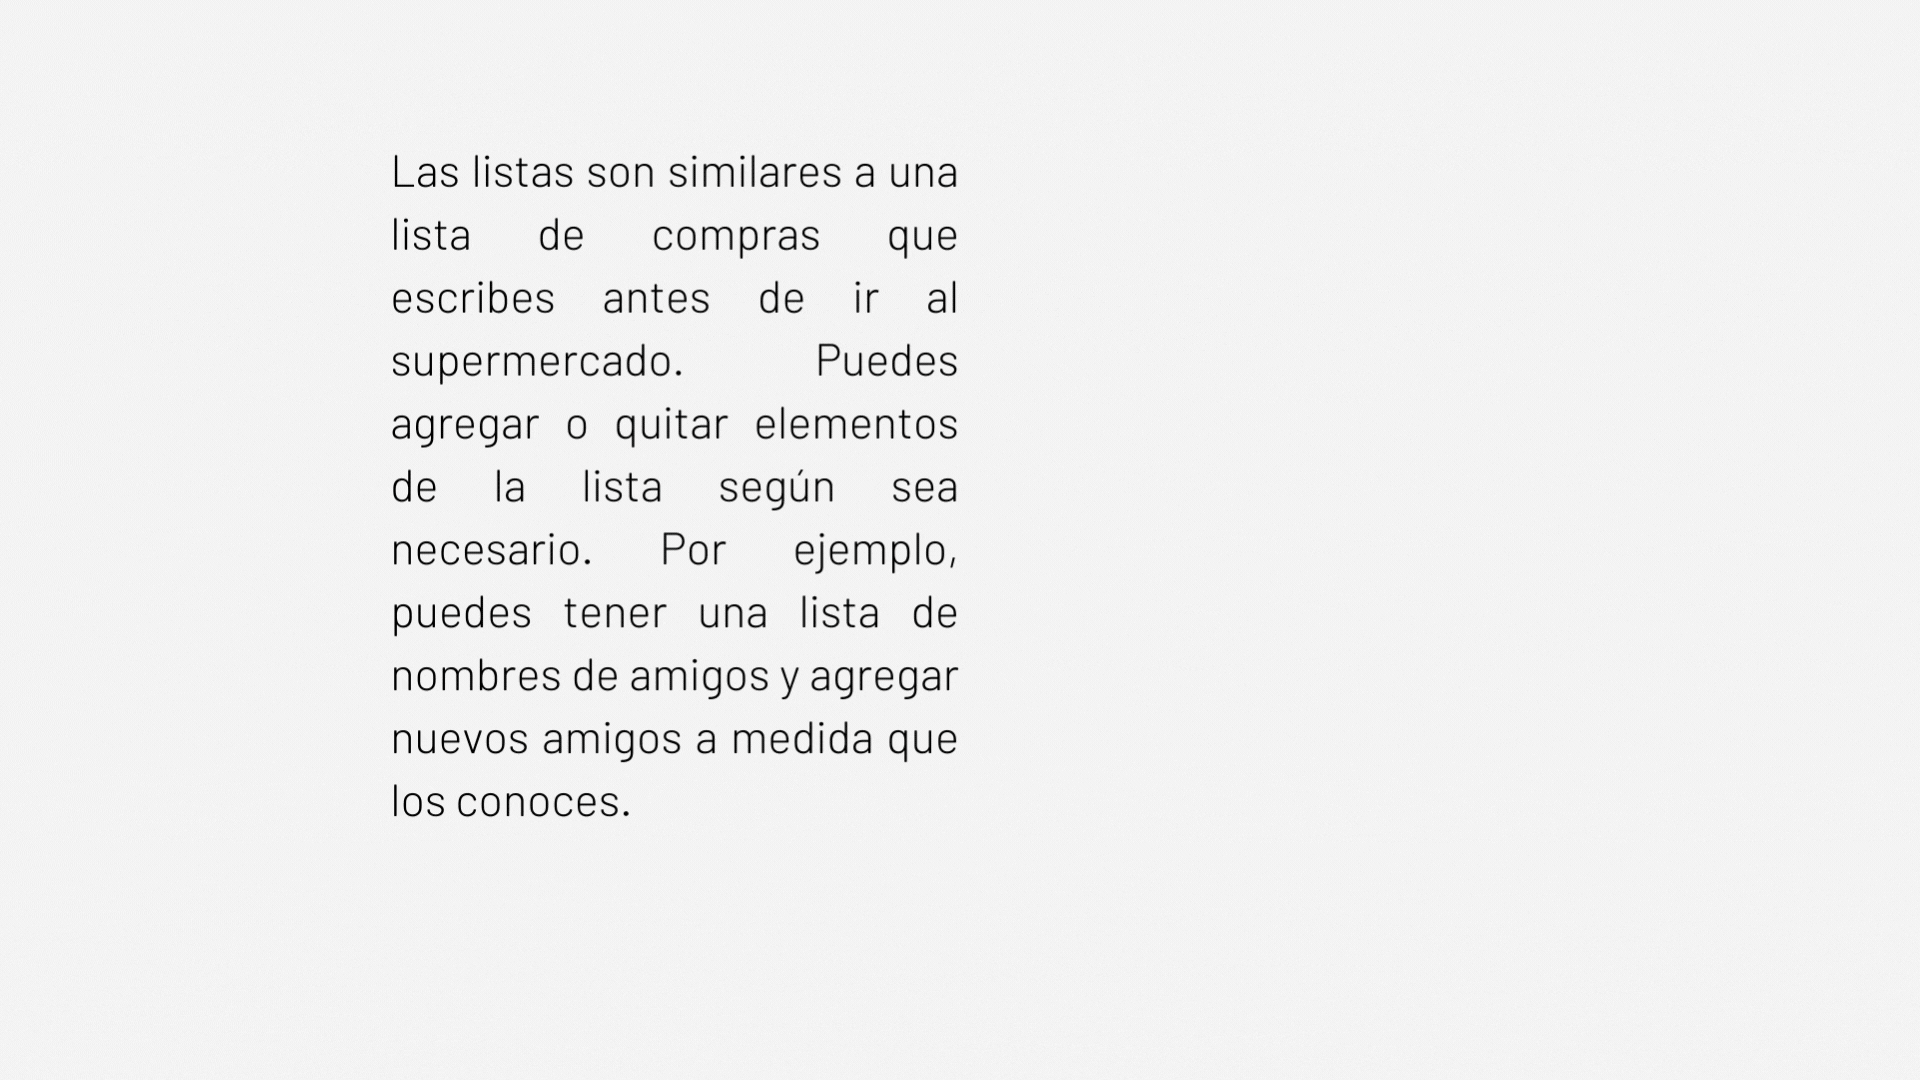 Las listas son similares a una
lista de compras que
escribes antes de ir al
supermercado. Puedes
agregar o quitar elementos
de la lista según sea
necesario. Por ejemplo,
puedes tener una lista de
nombres de amigos y agregar
nuevos amigos a medida que
los conoces.